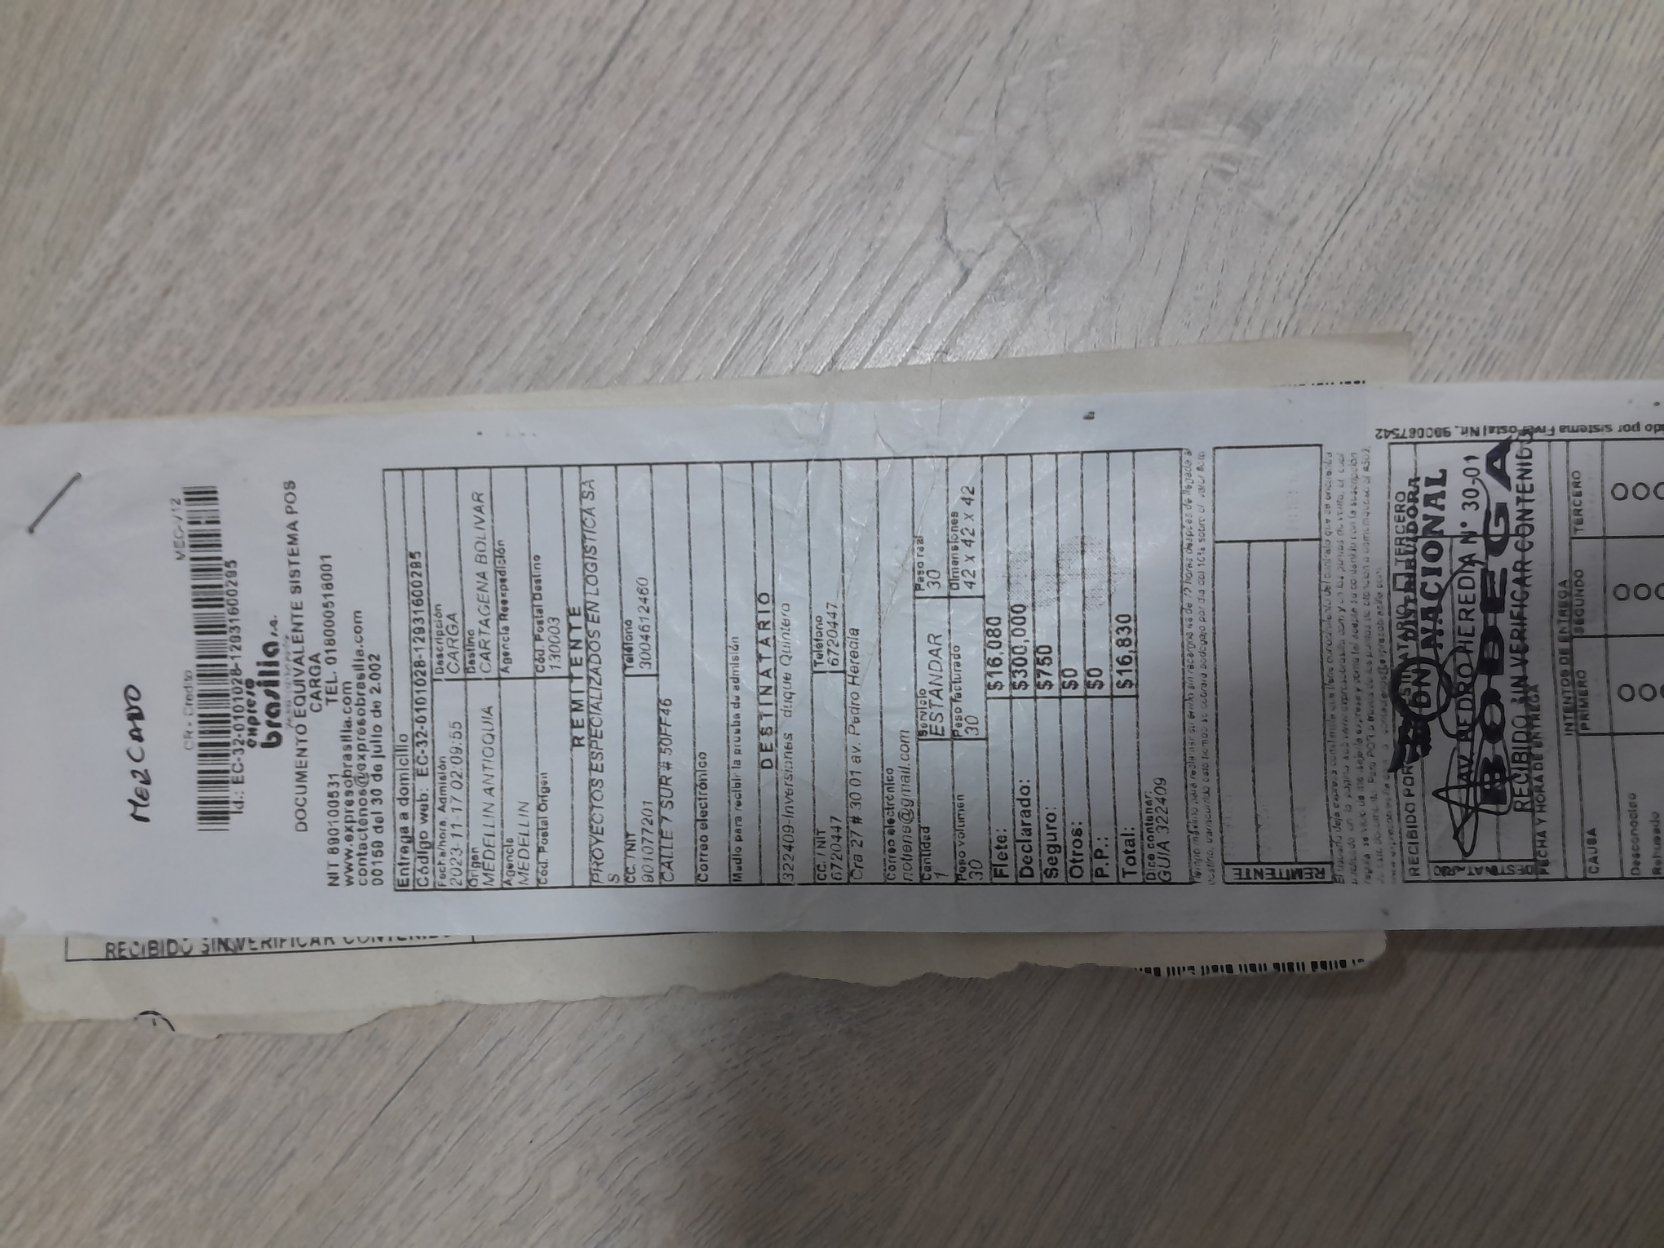 MERCADO
CR - Credito
Id.: EC-32-0101028-12931600295
expreso
brasilia s.a.
DOCUMENTO EQUIVALENTE SISTEMA POS
CARGA
NIT 890100531 TEL. 018000518001
www.expresobrasilia.com
contactenos@expresobrasilia.com
00159 del 30 de julio de 2.002
Entrega a domicilio
Código web: EC-32-0101028-12931600295
Fecha/hora Admisión Descripción
2023-11-17 02:09:55 CARGA
Origen Destino
MEDELLIN ANTIOQUIA CARTAGENA BOLIVAR
Agencia Agencia Reexpedición
MEDELLIN
Cód. Postal Origen Cód. Postal Destino
130003
REMITENTE
PROYECTOS ESPECIALIZADOS EN LOGISTICA SA
S
CC. / NIT Teléfono
901077201 3004612460
CALLE 7 SUR # 50FF46
Correo electrónico
Medio para recibir la prueba de admisión
DESTINATARIO
322409-Inversiones duque Quintero
CC. / NIT Teléfono
6720447 6720447
Cra 27 # 30 01 av. Pedro Heredia
Correo electrónico
notiene@gmail.com
Cantidad Servicio Peso real
1 ESTANDAR 30
Peso volumen Peso facturado Dimensiones
30 30 42 x 42 x 42
Flete: $16,080
Declarado: $300,000
Seguro: $750
Otros: $0
P.P.: $0
Total: $16,830
Dice contener:
GUIA 322409
REMITENTE
RECIBIDO POR TERCERO
NACIONAL
AV. PEDRO HEREDIA N° 30-01
BODEGA
RECIBIDO SIN VERIFICAR CONTENIDO
FECHA Y HORA DE ENTREGA
INTENTOS DE ENTREGA
CAUSA PRIMERO SEGUNDO TERCERO
Desconocido
Rehusado
RECIBIDO SIN VERIFICAR